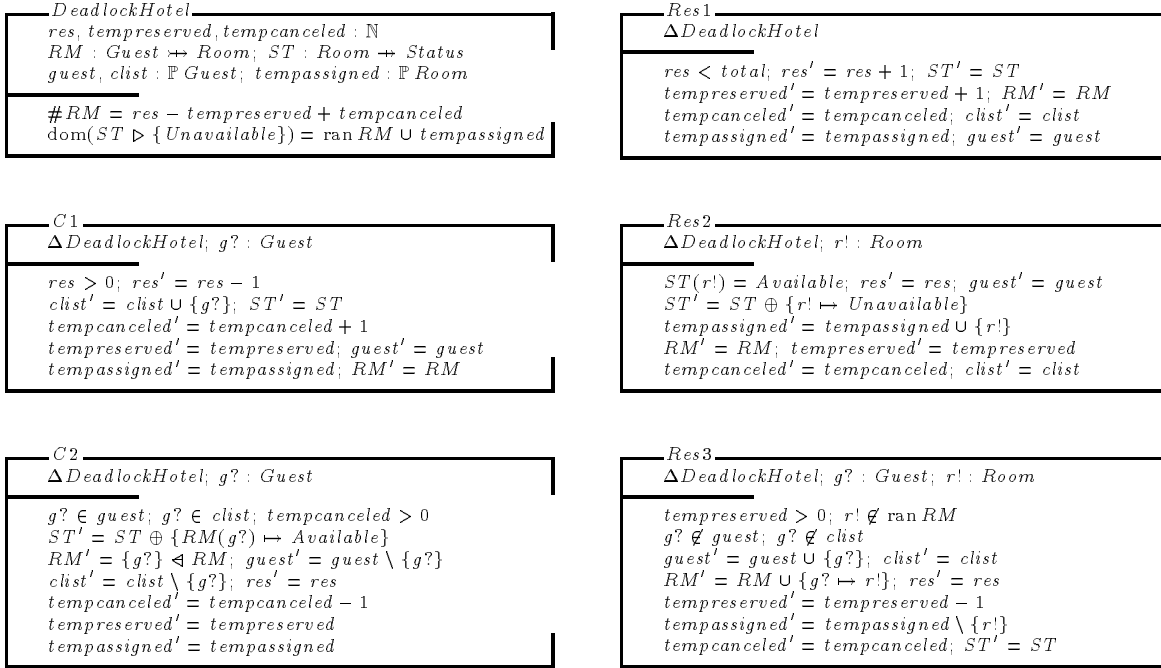 DeadlockHotel
res, tempreserved, tempcanceled : ℕ
RM : Guest ⤔ Room; ST : Room ⇸ Status
guest, clist : ℙ Guest; tempassigned : ℙ Room
#RM = res − tempreserved + tempcanceled
dom(ST ▷ {Unavailable}) = ran RM ∪ tempassigned
Res1
ΔDeadlockHotel
res < total; res′ = res + 1; ST′ = ST
tempreserved′ = tempreserved + 1; RM′ = RM
tempcanceled′ = tempcanceled; clist′ = clist
tempassigned′ = tempassigned; guest′ = guest
C1
ΔDeadlockHotel; g? : Guest
res > 0; res′ = res − 1
clist′ = clist ∪ {g?}; ST′ = ST
tempcanceled′ = tempcanceled + 1
tempreserved′ = tempreserved; guest′ = guest
tempassigned′ = tempassigned; RM′ = RM
Res2
ΔDeadlockHotel; r! : Room
ST(r!) = Available; res′ = res; guest′ = guest
ST′ = ST ⊕ {r! ↦ Unavailable}
tempassigned′ = tempassigned ∪ {r!}
RM′ = RM; tempreserved′ = tempreserved
tempcanceled′ = tempcanceled; clist′ = clist
C2
ΔDeadlockHotel; g? : Guest
g? ∈ guest; g? ∈ clist; tempcanceled > 0
ST′ = ST ⊕ {RM(g?) ↦ Available}
RM′ = {g?} ⩤ RM; guest′ = guest \ {g?}
clist′ = clist \ {g?}; res′ = res
tempcanceled′ = tempcanceled − 1
tempreserved′ = tempreserved
tempassigned′ = tempassigned
Res3
ΔDeadlockHotel; g? : Guest; r! : Room
tempreserved > 0; r! ∉ ran RM
g? ∉ guest; g? ∉ clist
guest′ = guest ∪ {g?}; clist′ = clist
RM′ = RM ∪ {g? ↦ r!}; res′ = res
tempreserved′ = tempreserved − 1
tempassigned′ = tempassigned \ {r!}
tempcanceled′ = tempcanceled; ST′ = ST